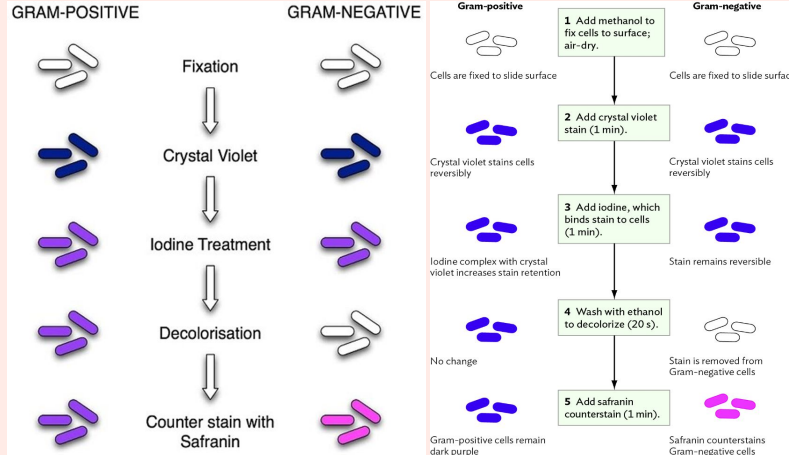 GRAM-POSITIVE
GRAM-NEGATIVE
Fixation
Crystal Violet
Iodine Treatment
Decolorisation
Counter stain with
Safranin
Gram-positive
Gram-negative
1 Add methanol to
fix cells to surface;
air-dry.
Cells are fixed to slide surface
Cells are fixed to slide surfac
2 Add crystal violet
stain (1 min).
Crystal violet stains cells
reversibly
Crystal violet stains cells
reversibly
3 Add iodine, which
binds stain to cells
(1 min).
Iodine complex with crystal
violet increases stain retention
Stain remains reversible
4 Wash with ethanol
to decolorize (20 s).
No change
Stain is removed from
Gram-negative cells
5 Add safranin
counterstain (1 min).
Gram-positive cells remain
dark purple
Safranin counterstains
Gram-negative cells